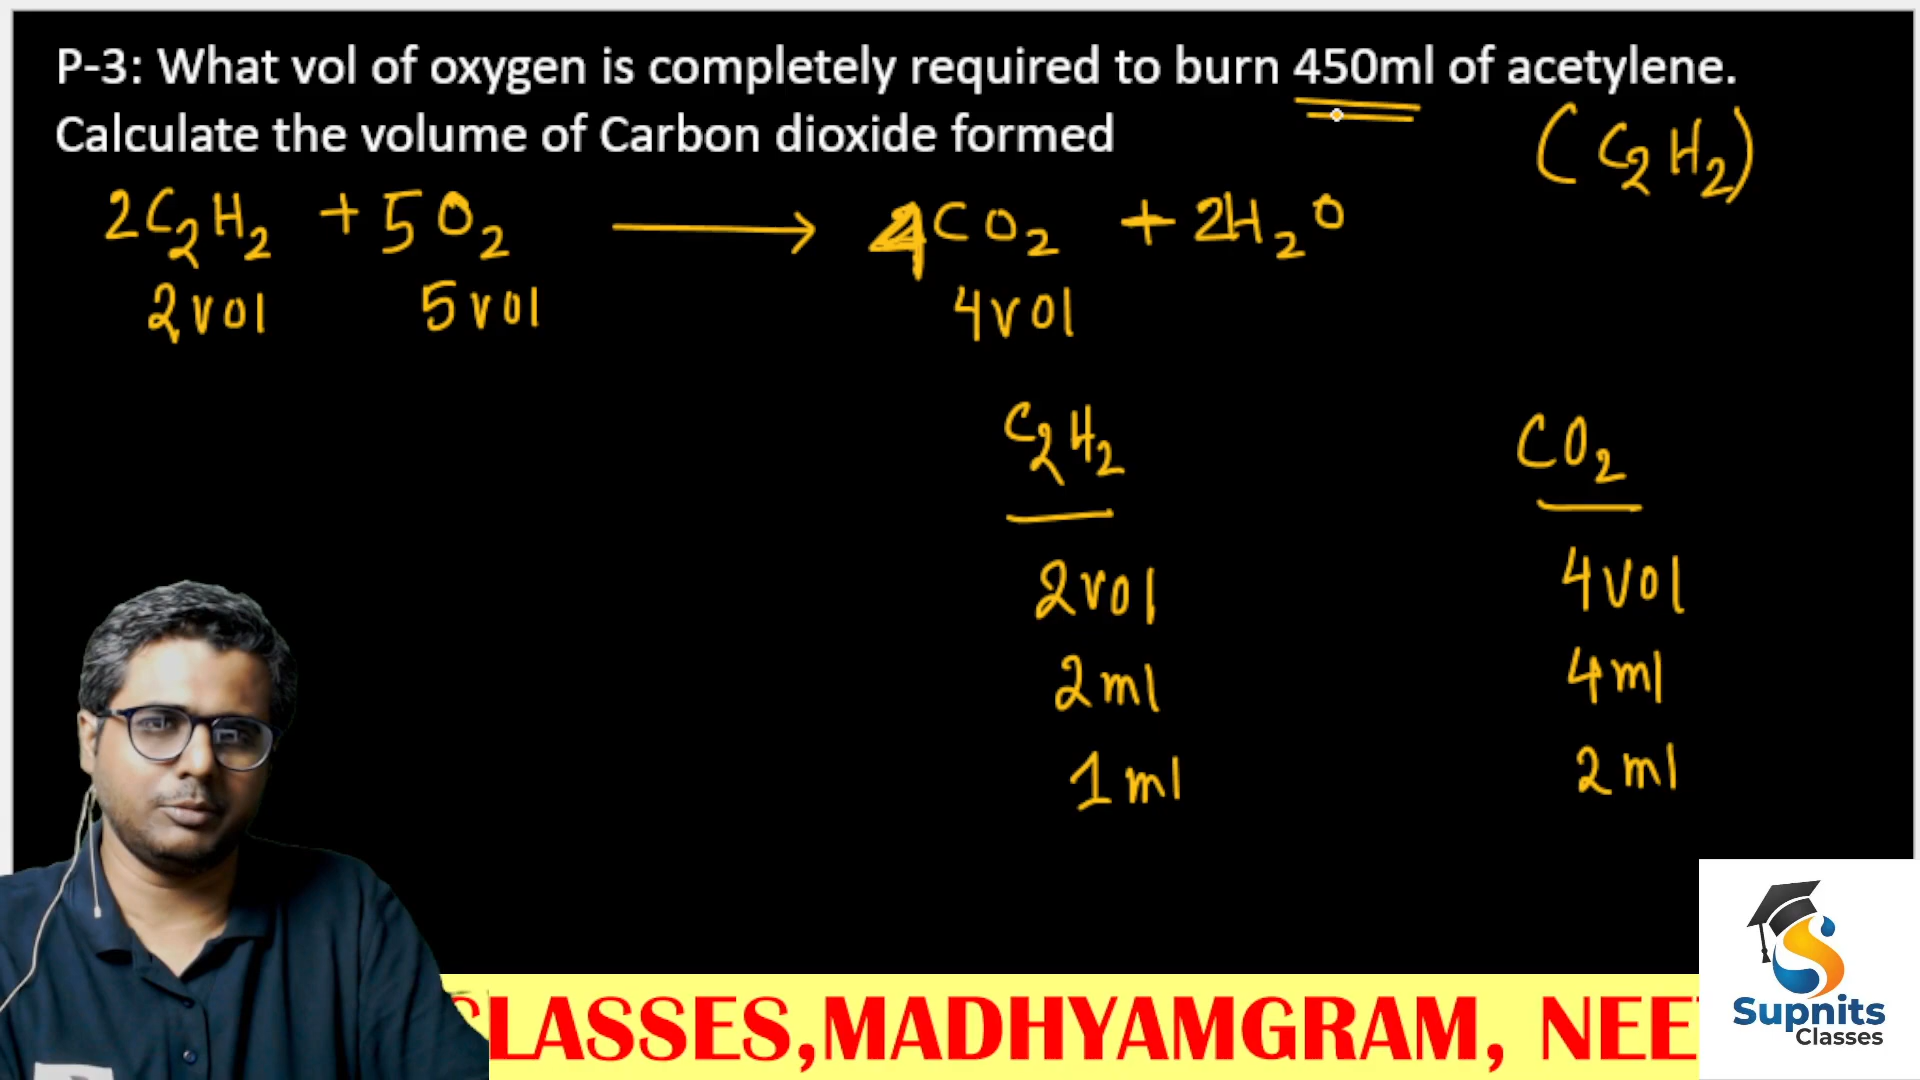 P-3: What vol of oxygen is completely required to burn 450ml of acetylene.
Calculate the volume of Carbon dioxide formed
(C2H2)
2C2H2 + 5O2 ⟶ 4CO2 + 2H2O
2vol 5vol 4vol
C2H2 CO2
2vol 4vol
2ml 4ml
1ml 2ml
CLASSES,MADHYAMGRAM, NEE
Supnits
Classes